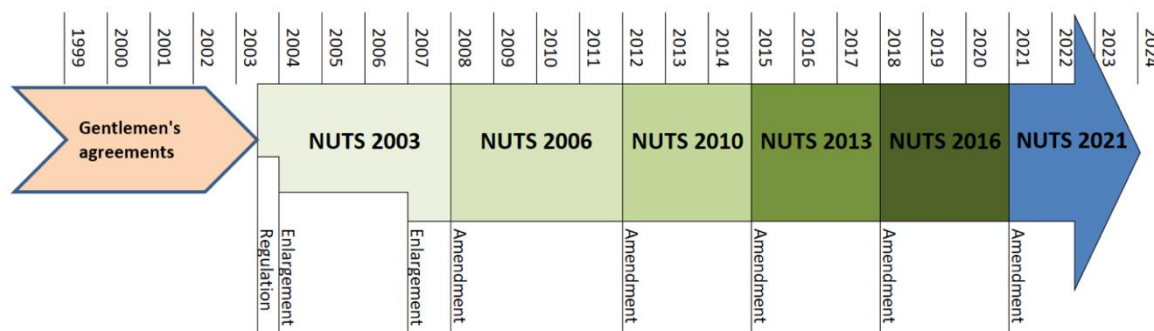 1999
2000
2001
2002
2003
2004
2005
2006
2007
2008
2009
2010
2011
2012
2013
2014
2015
2016
2017
2018
2019
2020
2021
2022
2023
2024
Gentlemen's
agreements
NUTS 2003
NUTS 2006
NUTS 2010
NUTS 2013
NUTS 2016
NUTS 2021
Regulation
Enlargement
Enlargement
Amendment
Amendment
Amendment
Amendment
Amendment